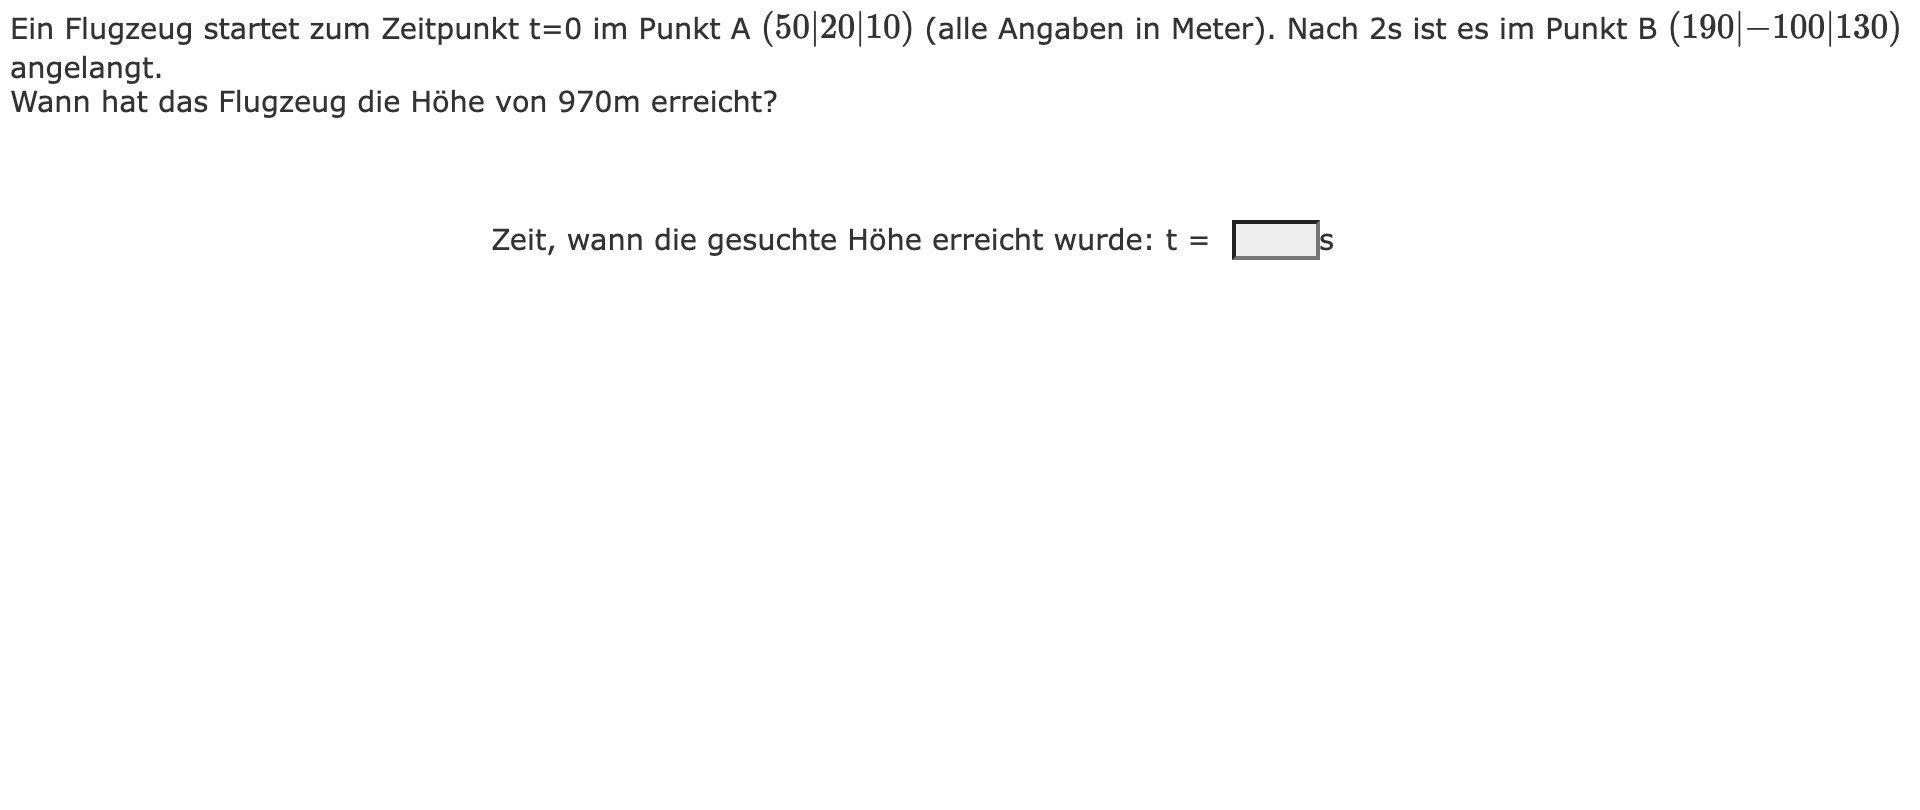 Ein Flugzeug startet zum Zeitpunkt t=0 im Punkt A (50|20|10) (alle Angaben in Meter). Nach 2s ist es im Punkt B (190|−100|130)
angelangt.
Wann hat das Flugzeug die Höhe von 970m erreicht?
Zeit, wann die gesuchte Höhe erreicht wurde: t = s